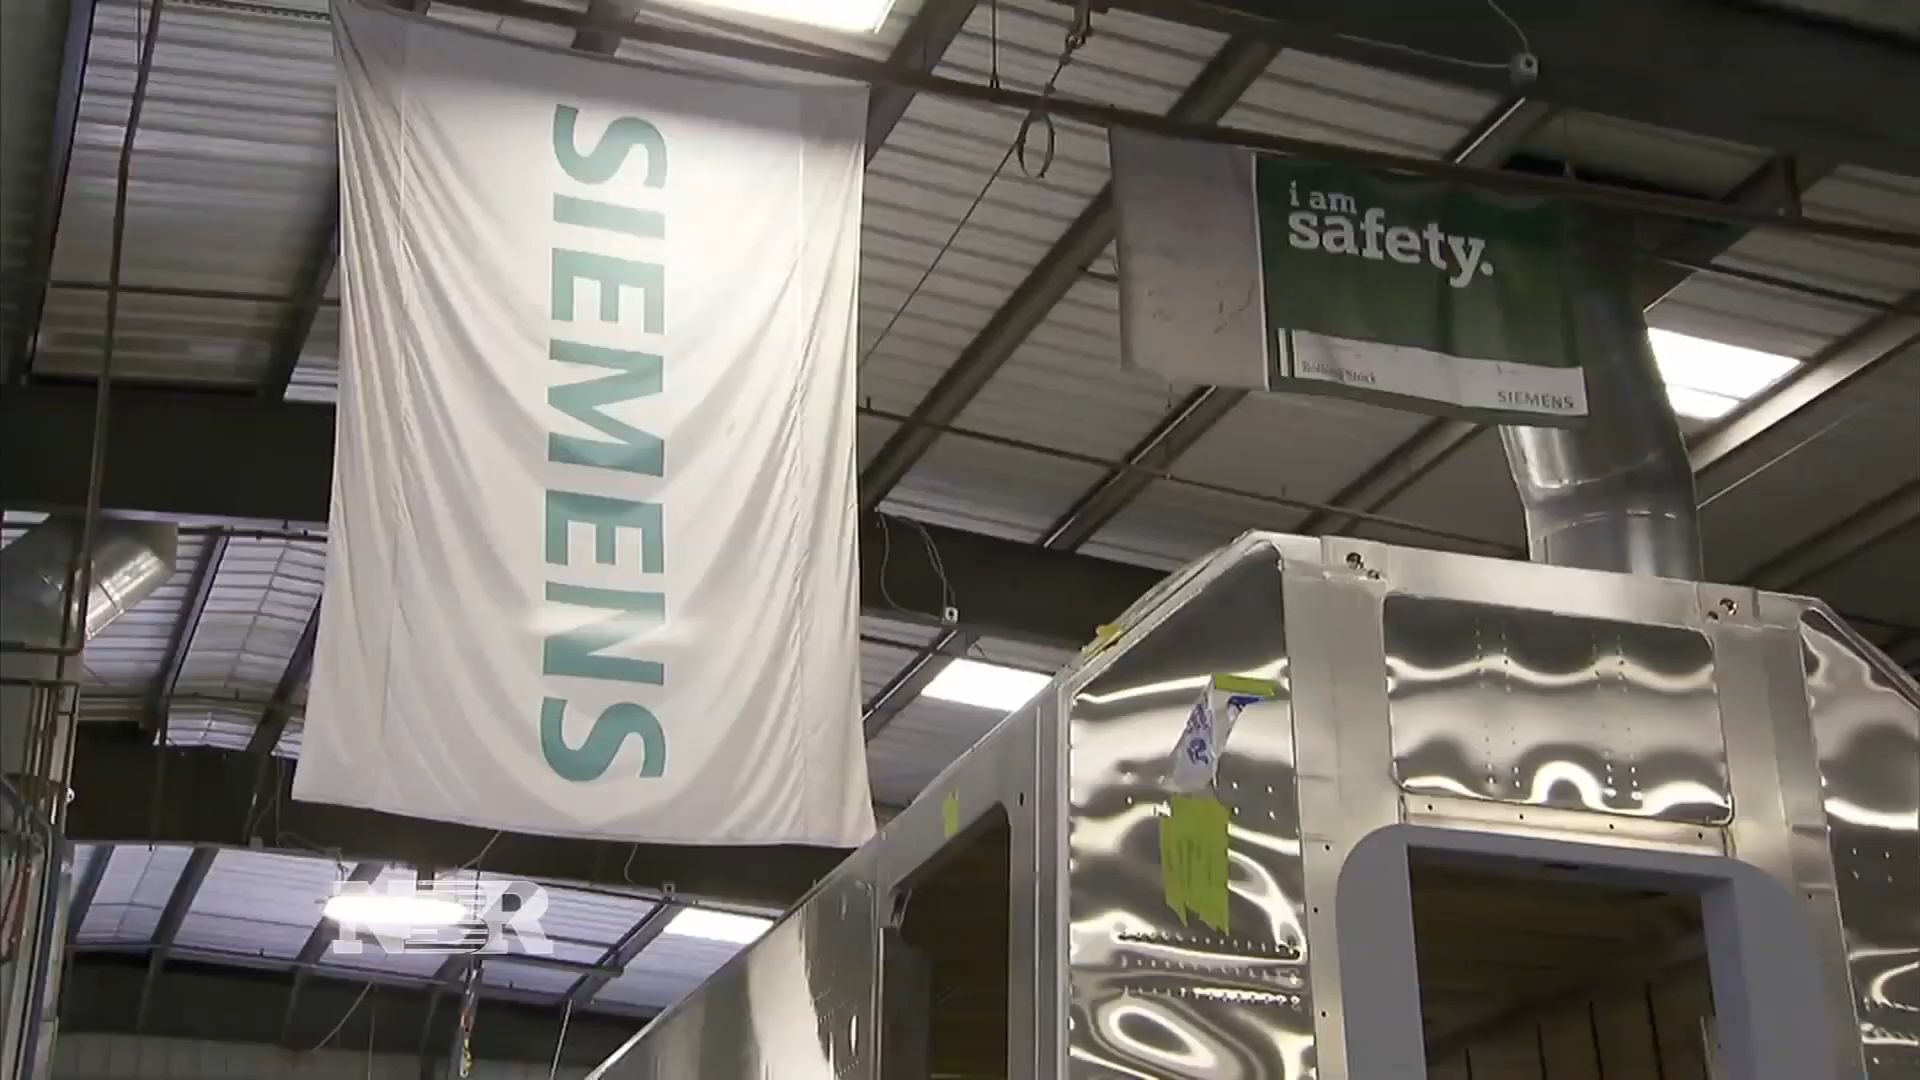 SIEMENS
i am
safety.
Rolling Stock
SIEMENS
NBR